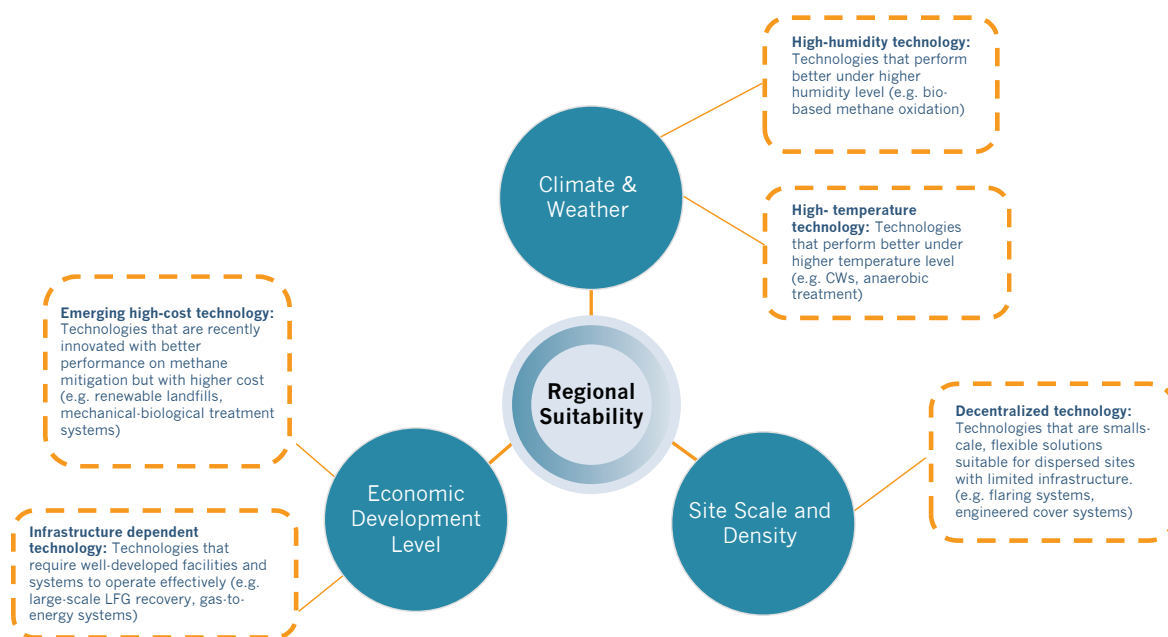 High-humidity technology:
Technologies that perform
better under higher
humidity level (e.g. bio-
based methane oxidation)
Climate &
Weather
High- temperature
technology: Technologies
that perform better under
higher temperature level
(e.g. CWs, anaerobic
treatment)
Emerging high-cost technology:
Technologies that are recently
innovated with better
performance on methane
mitigation but with higher cost
(e.g. renewable landfills,
mechanical-biological treatment
systems)
Regional
Suitability
Decentralized technology:
Technologies that are smalls-
cale, flexible solutions
suitable for dispersed sites
with limited infrastructure.
(e.g. flaring systems,
engineered cover systems)
Economic
Development
Level
Site Scale and
Density
Infrastructure dependent
technology: Technologies that
require well-developed facilities and
systems to operate effectively (e.g.
large-scale LFG recovery, gas-to-
energy systems)